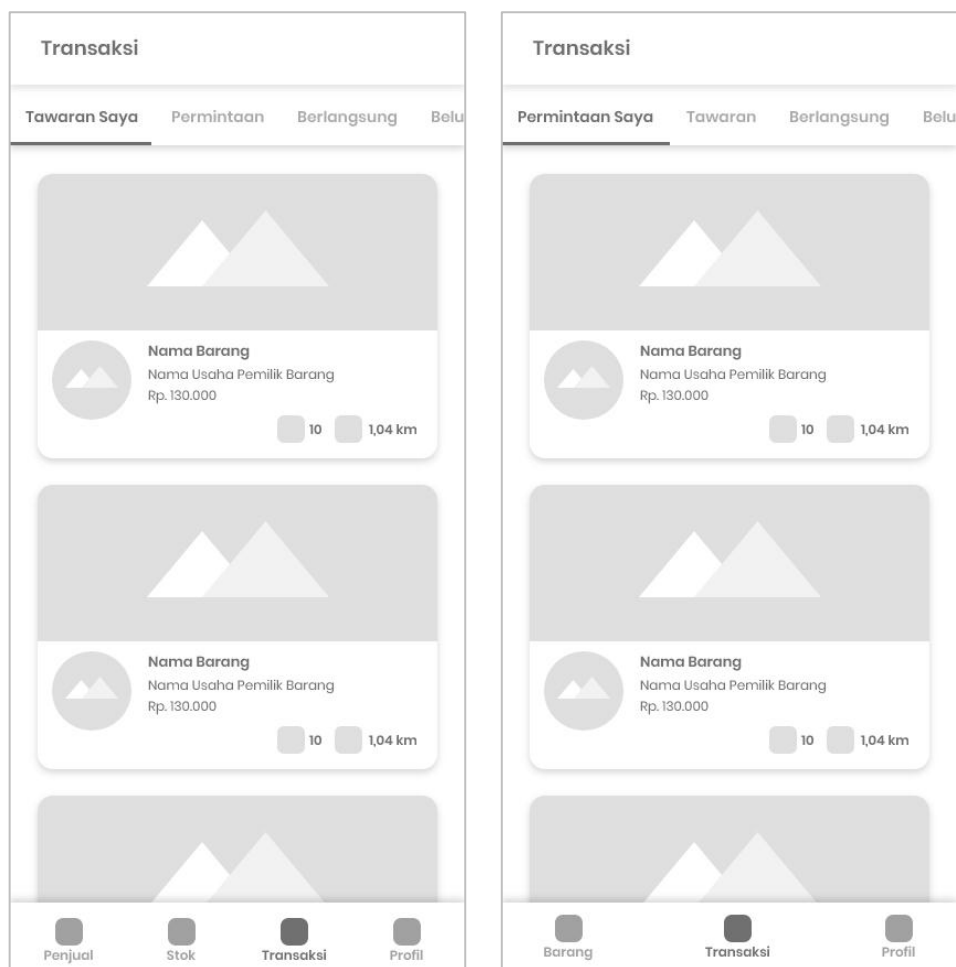 Transaksi
Tawaran Saya Permintaan Berlangsung Belu
Nama Barang
Nama Usaha Pemilik Barang
Rp. 130.000
10 1,04 km
Nama Barang
Nama Usaha Pemilik Barang
Rp. 130.000
10 1,04 km
Penjual Stok Transaksi Profil
Transaksi
Permintaan Saya Tawaran Berlangsung Belu
Nama Barang
Nama Usaha Pemilik Barang
Rp. 130.000
10 1,04 km
Nama Barang
Nama Usaha Pemilik Barang
Rp. 130.000
10 1,04 km
Barang Transaksi Profil